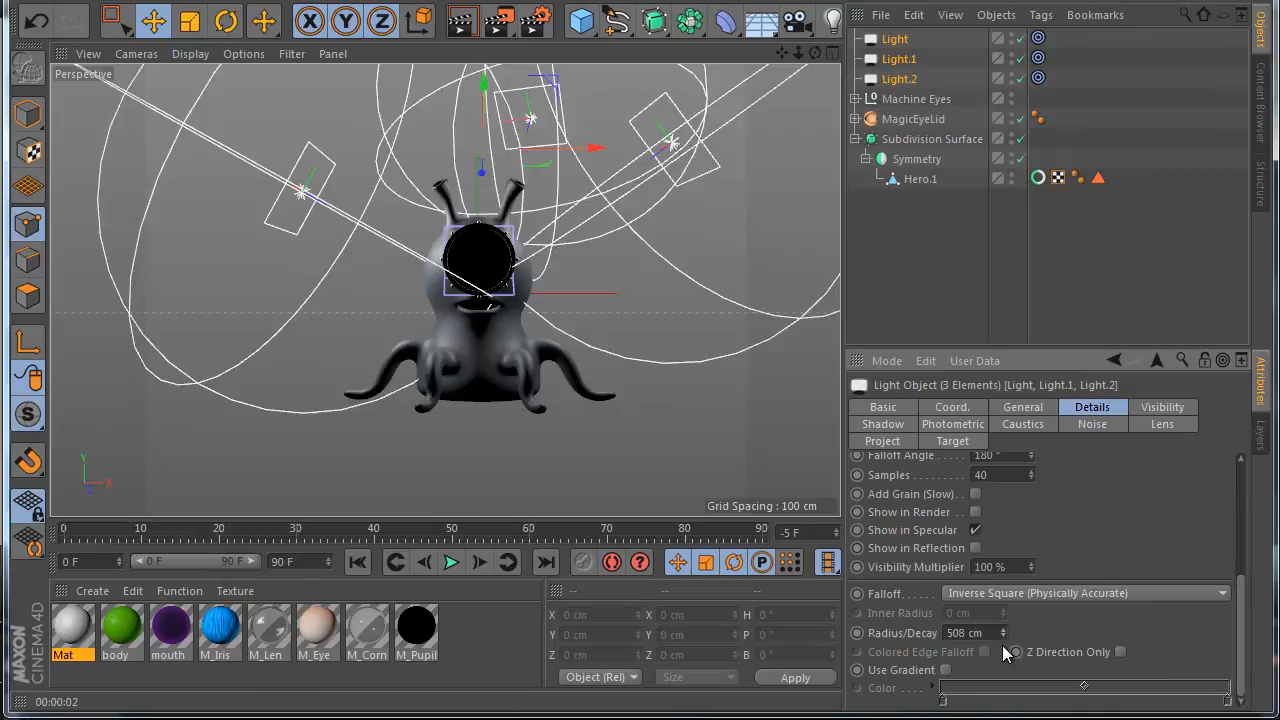 X Y Z
File Edit View Objects Tags Bookmarks
View Cameras Display Options Filter Panel
Perspective
Light
Light.1
Light.2
Machine Eyes
MagicEyeLid
Subdivision Surface
Symmetry
Hero.1
Objects
Content Browser
Structure
Mode Edit User Data
Light Object (3 Elements) [Light, Light.1, Light.2]
Basic Coord. General Details Visibility
Shadow Photometric Caustics Noise Lens
Project Target
Attributes
Layers
Falloff Angle . . . . . 180 °
Samples . . . . . . . . 40
Add Grain (Slow) . .
Show in Render . . .
Show in Specular
Show in Reflection
Visibility Multiplier 100 %
Falloff . . . . . Inverse Square (Physically Accurate)
Inner Radius 0 cm
Radius/Decay 508 cm
Colored Edge Falloff Z Direction Only
Use Gradient
Color . . . .
Y
X
Grid Spacing : 100 cm
0 10 20 30 40 50 60 70 80 90 -5 F
0 F 0 F 90 F 90 F
P
Create Edit Function Texture
Mat body mouth M_Iris M_Len M_Eye M_Corn M_Pupil
-- -- --
X 0 cm X 0 cm H 0 °
Y 0 cm Y 0 cm P 0 °
Z 0 cm Z 0 cm B 0 °
Object (Rel) Size Apply
MAXON
CINEMA 4D
00:00:02